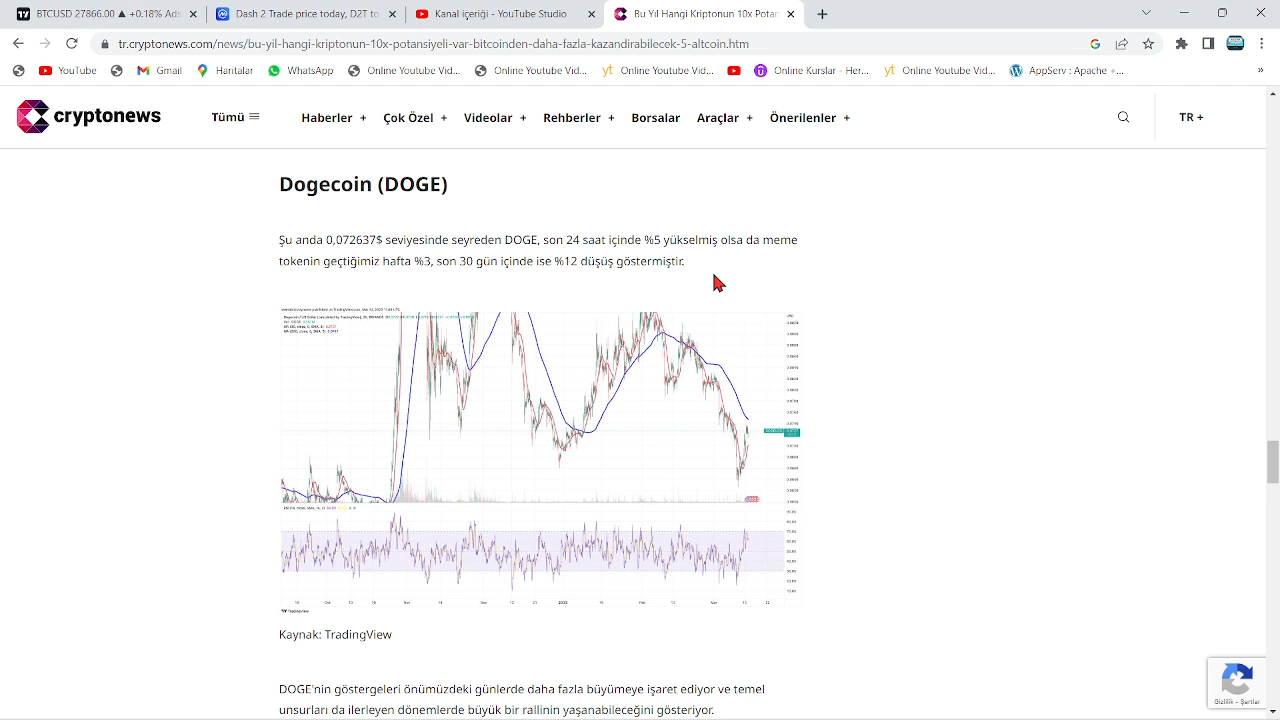 BTCUSD 27866.00 ▲ +0.18% Ads
Dash 2 Trade price today, D2T to
Kanal içeriği - YouTube Studio
Bu Yıl Hangi Kriptonun 10x Potan
tr.cryptonews.com/news/bu-yil-hangi-kriptonun-10x-potansiyeli-var-dogecoinden-daha-fazla-kazandirabilecek-5-altcoin.htm
YouTube
Gmail
Haritalar
WhatsApp
Online Youtube Vid...
Online Youtube Vid...
Online Youtube Vid...
Online Kurslar - Her...
Online Youtube Vid...
AppServ : Apache +...
cryptonews
Tümü
Haberler +
Çok Özel +
Videolar +
Rehberler +
Borsalar
Araçlar +
Önerilenler +
TR +
Dogecoin (DOGE)
Şu anda 0,072637$ seviyesinde seyreden DOGE, son 24 saat içinde %5 yükselmiş olsa da meme
tokenin geçtiğimiz hafta %3, son 30 gün içinde ise %12 düşüş göstermiştir.
TradingView
Kaynak: TradingView
DOGE'nin göstergeleri önümüzdeki günlerde daha fazla büyümeye işaret ediyor ve temel
unsurları da ilerleyen dönemlerde büyük bir ralli yaşanabileceğini gösteriyor.
Gizlilik - Şartlar